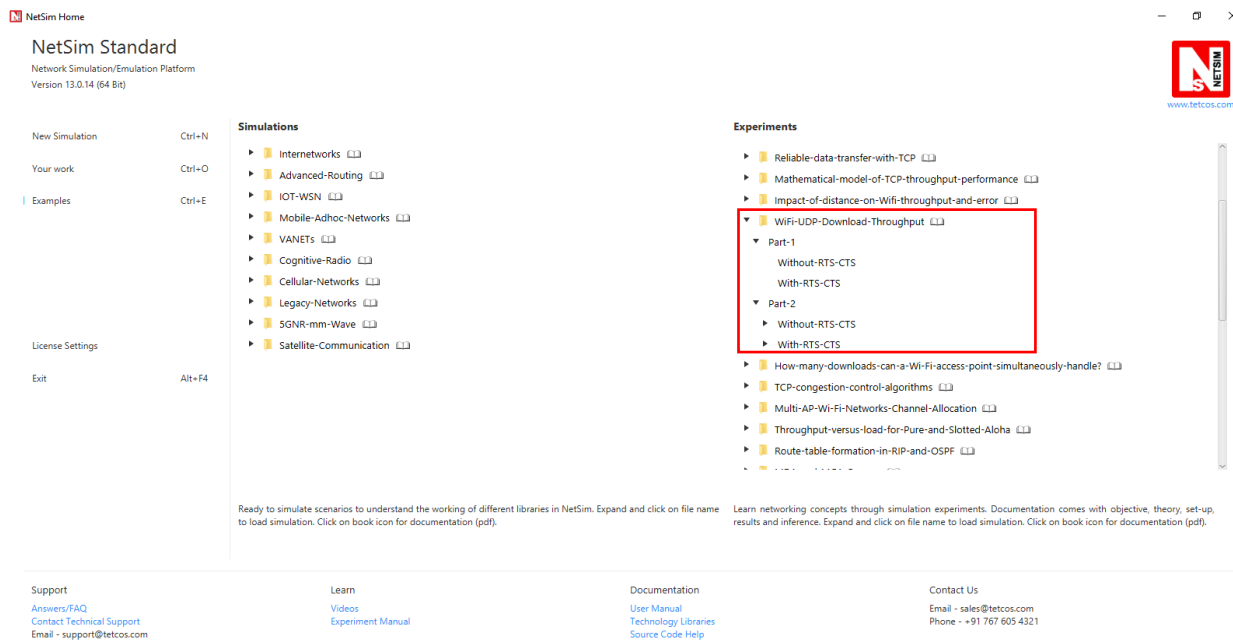 NetSim Home
NetSim Standard
Network Simulation/Emulation Platform
Version 13.0.14 (64 Bit)
NETSIM
www.tetcos.com
New Simulation Ctrl+N
Your work Ctrl+O
Examples Ctrl+E
License Settings
Exit Alt+F4
Simulations
Internetworks
Advanced-Routing
IOT-WSN
Mobile-Adhoc-Networks
VANETs
Cognitive-Radio
Cellular-Networks
Legacy-Networks
5GNR-mm-Wave
Satellite-Communication
Ready to simulate scenarios to understand the working of different libraries in NetSim. Expand and click on file name
to load simulation. Click on book icon for documentation (pdf).
Experiments
Reliable-data-transfer-with-TCP
Mathematical-model-of-TCP-throughput-performance
Impact-of-distance-on-Wifi-throughput-and-error
WiFi-UDP-Download-Throughput
Part-1
Without-RTS-CTS
With-RTS-CTS
Part-2
Without-RTS-CTS
With-RTS-CTS
How-many-downloads-can-a-Wi-Fi-access-point-simultaneously-handle?
TCP-congestion-control-algorithms
Multi-AP-Wi-Fi-Networks-Channel-Allocation
Throughput-versus-load-for-Pure-and-Slotted-Aloha
Route-table-formation-in-RIP-and-OSPF
Learn networking concepts through simulation experiments. Documentation comes with objective, theory, set-up,
results and inference. Expand and click on file name to load simulation. Click on book icon for documentation (pdf).
Support
Answers/FAQ
Contact Technical Support
Email - support@tetcos.com
Learn
Videos
Experiment Manual
Documentation
User Manual
Technology Libraries
Source Code Help
Contact Us
Email - sales@tetcos.com
Phone - +91 767 605 4321